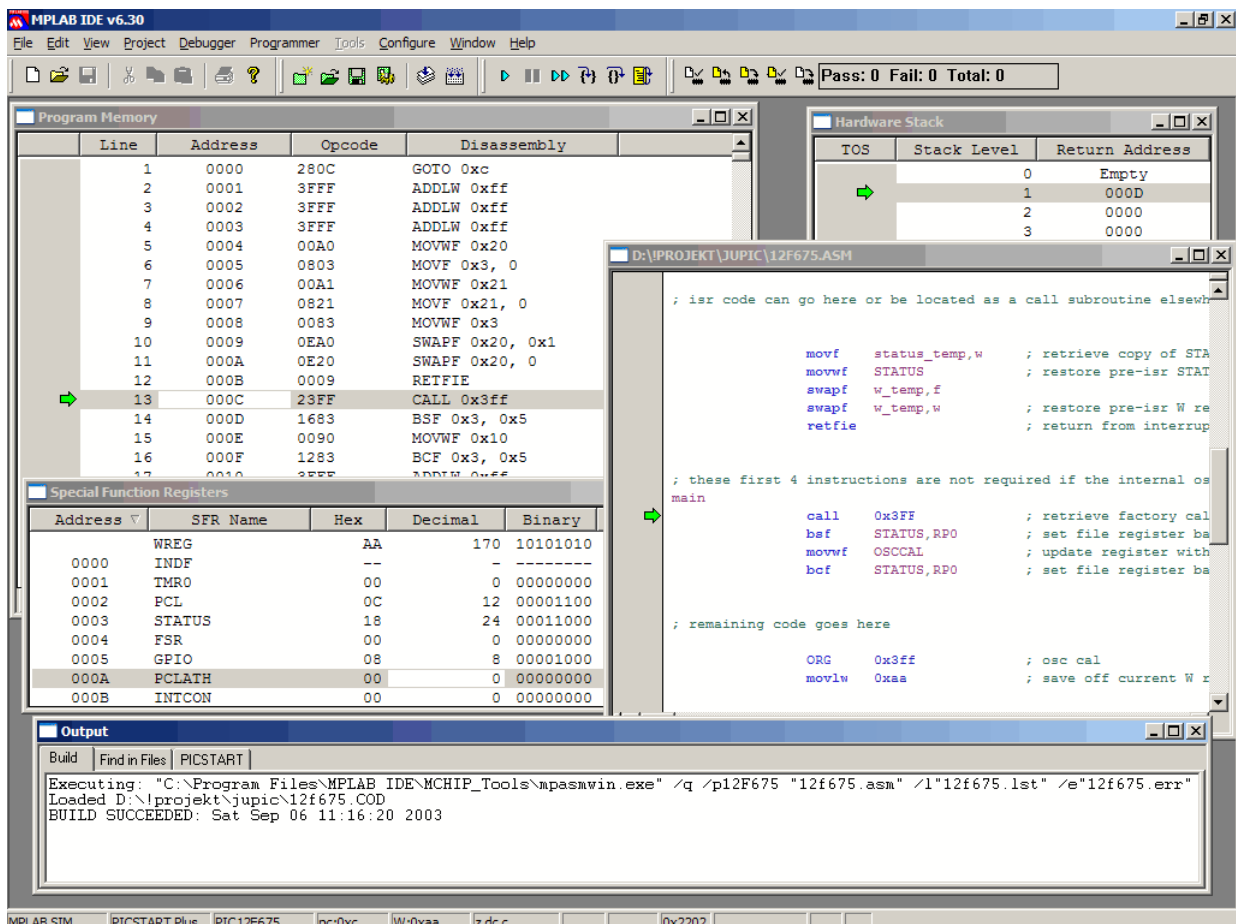 MPLAB IDE v6.30
File Edit View Project Debugger Programmer Tools Configure Window Help
Pass: 0 Fail: 0 Total: 0
Program Memory
Line Address Opcode Disassembly
1 0000 280C GOTO 0xc
2 0001 3FFF ADDLW 0xff
3 0002 3FFF ADDLW 0xff
4 0003 3FFF ADDLW 0xff
5 0004 00A0 MOVWF 0x20
6 0005 0803 MOVF 0x3, 0
7 0006 00A1 MOVWF 0x21
8 0007 0821 MOVF 0x21, 0
9 0008 0083 MOVWF 0x3
10 0009 0EA0 SWAPF 0x20, 0x1
11 000A 0E20 SWAPF 0x20, 0
12 000B 0009 RETFIE
13 000C 23FF CALL 0x3ff
14 000D 1683 BSF 0x3, 0x5
15 000E 0090 MOVWF 0x10
16 000F 1283 BCF 0x3, 0x5
17 0010 3FFF ADDLW 0xff
Hardware Stack
TOS Stack Level Return Address
0 Empty
1 000D
2 0000
3 0000
D:\!PROJEKT\JUPIC\12F675.ASM
; isr code can go here or be located as a call subroutine elsewh
movf status_temp,w ; retrieve copy of STA
movwf STATUS ; restore pre-isr STAT
swapf w_temp,f
swapf w_temp,w ; restore pre-isr W re
retfie ; return from interrup
; these first 4 instructions are not required if the internal os
main
call 0x3FF ; retrieve factory cal
bsf STATUS,RP0 ; set file register ba
movwf OSCCAL ; update register with
bcf STATUS,RP0 ; set file register ba
; remaining code goes here
ORG 0x3ff ; osc cal
movlw 0xaa ; save off current W r
Special Function Registers
Address SFR Name Hex Decimal Binary
WREG AA 170 10101010
0000 INDF -- - --------
0001 TMR0 00 0 00000000
0002 PCL 0C 12 00001100
0003 STATUS 18 24 00011000
0004 FSR 00 0 00000000
0005 GPIO 08 8 00001000
000A PCLATH 00 0 00000000
000B INTCON 00 0 00000000
Output
Build Find in Files PICSTART
Executing: "C:\Program Files\MPLAB IDE\MCHIP_Tools\mpasmwin.exe" /q /p12F675 "12f675.asm" /l"12f675.lst" /e"12f675.err"
Loaded D:\!projekt\jupic\12f675.COD
BUILD SUCCEEDED: Sat Sep 06 11:16:20 2003
MPLAB SIM PICSTART Plus PIC12F675 pc:0xc W:0xaa z dc c 0x2202